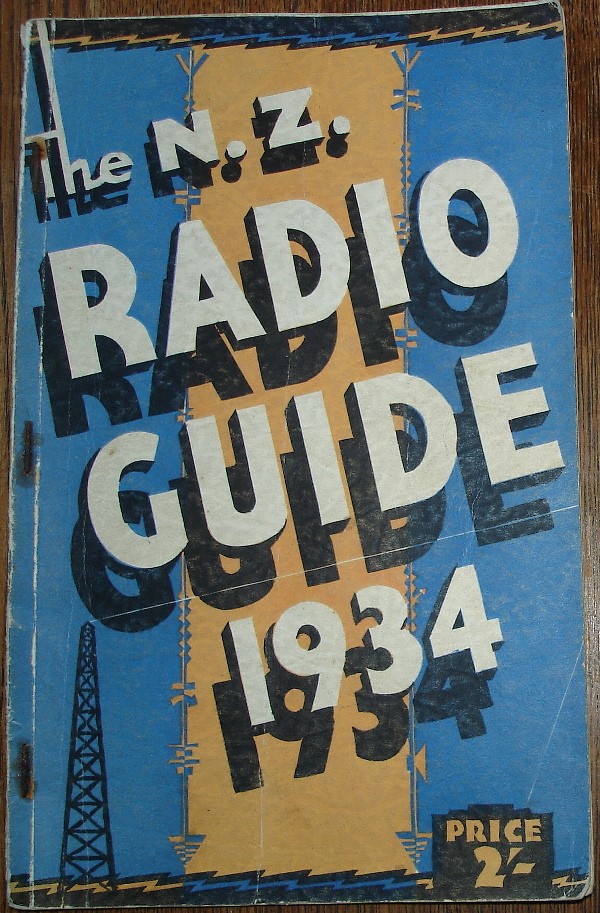 The N.Z.
RADIO
GUIDE
1934
PRICE
2/-